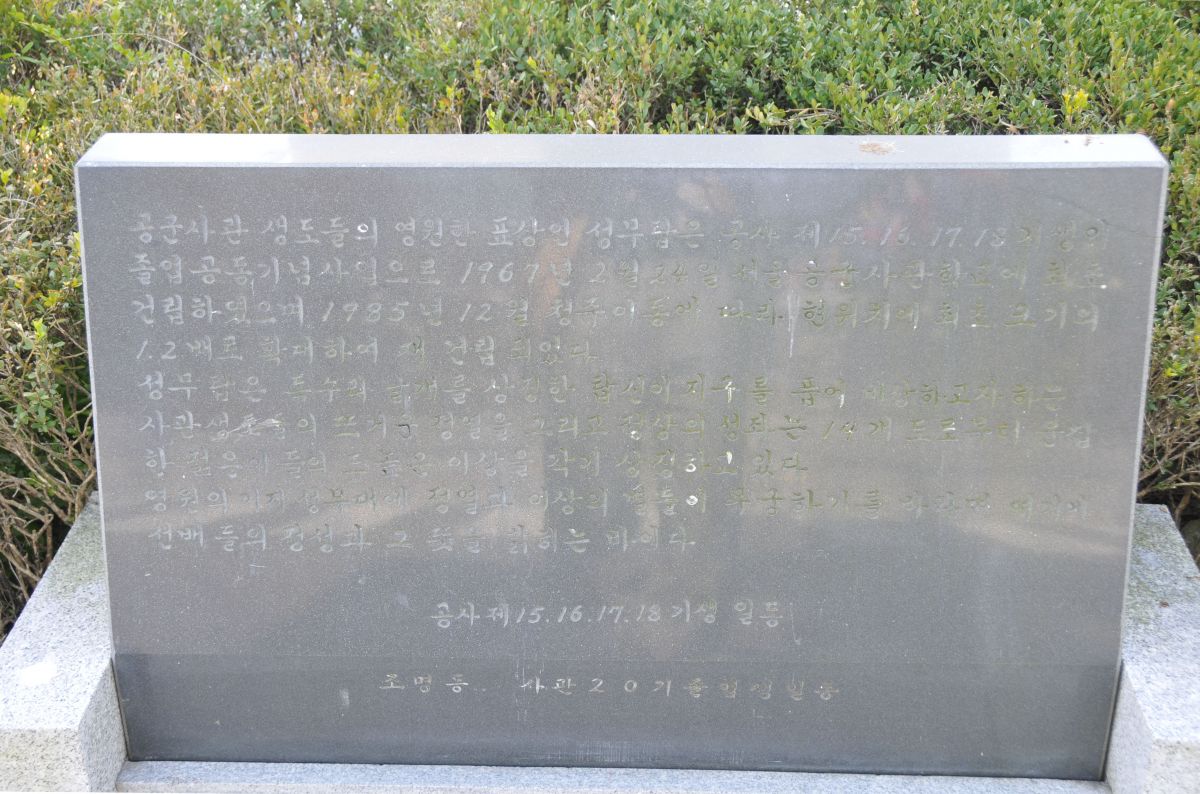 공군사관 생도들의 영원한 표상인 성무탑은 공사 제15.16.17.18기생의
졸업공동기념사업으로 1967년 2월 24일 서울 공군사관학교에 최초
건립하였으며 1985년 12월 청주이동에 따라 현위치에 최초 크기의
1.2배로 확대하여 재 건립 되었다
성무탑은 독수리 날개를 상징한 탑신이 지구를 품어 비상하고자하는
사관생도들의 뜨거운 정열을 그리고 정상의 성좌는 14개 도로부터 운집
한 젊은이들의 드높은 이상을 각기 상징하고 있다
영원의 기지 성무대에 정열과 이상의 들이 무궁하기를 여기에
선배들의 정성과 그 뜻을 밝히는 바이다
공사제15.16.17.18기생 일동
조명등.. 사관20기졸업생일동